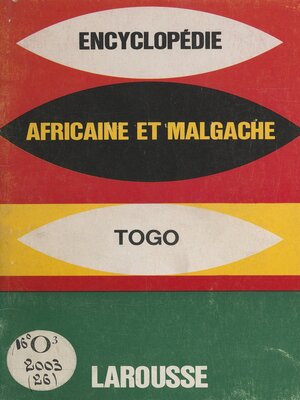 ENCYCLOPÉDIE
AFRICAINE ET MALGACHE
TOGO
16° O³
2003
(26)
LAROUSSE